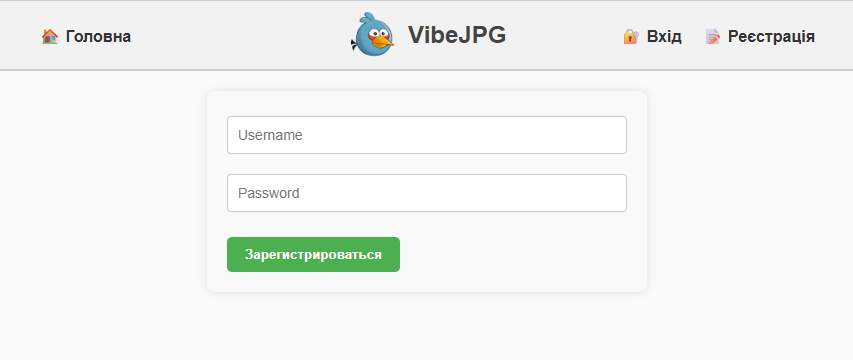 Головна
VibeJPG
Вхід
Реєстрація
Username
Password
Зарегистрироваться